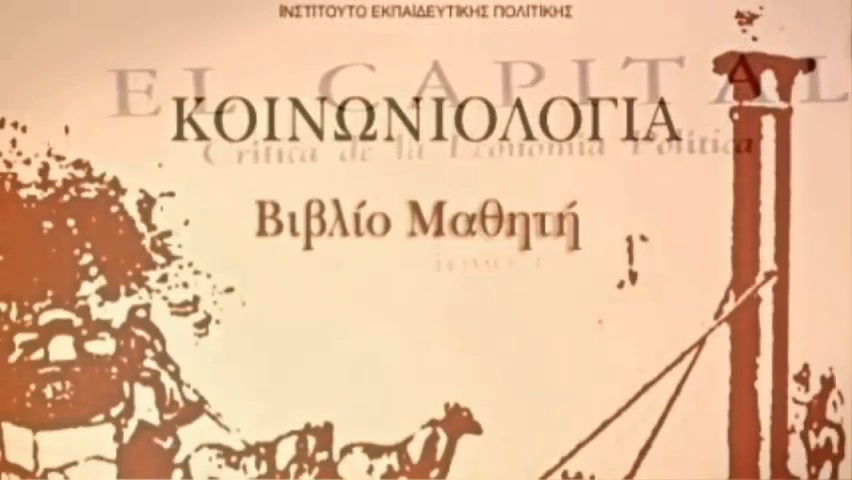 ΙΝΣΤΙΤΟΥΤΟ ΕΚΠΑΙΔΕΥΤΙΚΗΣ ΠΟΛΙΤΙΚΗΣ
EL CAPITAL
ΚΟΙΝΩΝΙΟΛΟΓΙΑ
Crítica de la Economía Política
Βιβλίο Μαθητή